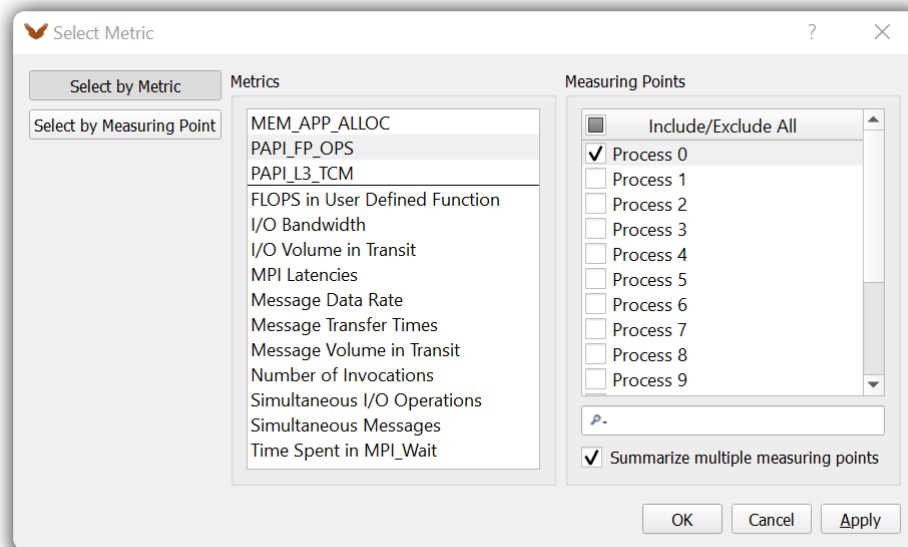 Select Metric
Select by Metric
Select by Measuring Point
Metrics
MEM_APP_ALLOC
PAPI_FP_OPS
PAPI_L3_TCM
FLOPS in User Defined Function
I/O Bandwidth
I/O Volume in Transit
MPI Latencies
Message Data Rate
Message Transfer Times
Message Volume in Transit
Number of Invocations
Simultaneous I/O Operations
Simultaneous Messages
Time Spent in MPI_Wait
Measuring Points
Include/Exclude All
Process 0
Process 1
Process 2
Process 3
Process 4
Process 5
Process 6
Process 7
Process 8
Process 9
Summarize multiple measuring points
OK
Cancel
Apply